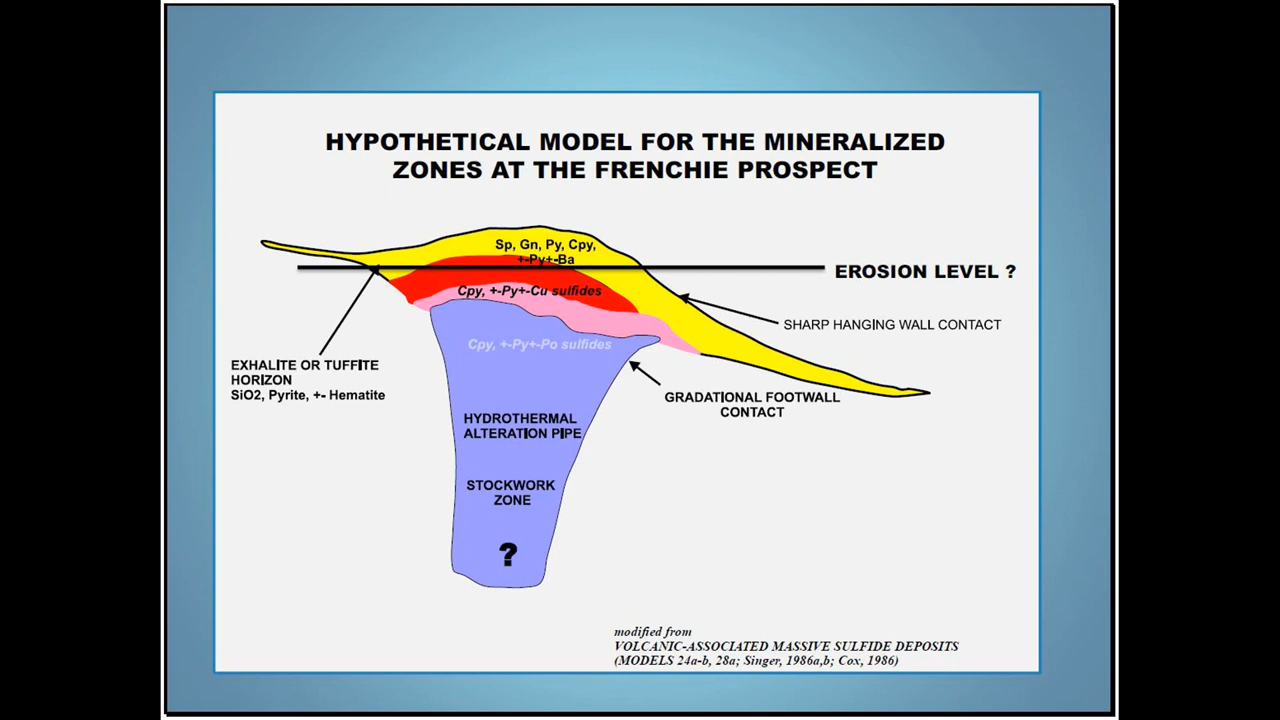 HYPOTHETICAL MODEL FOR THE MINERALIZED
ZONES AT THE FRENCHIE PROSPECT
Sp, Gn, Py, Cpy,
+-Py+-Ba
EROSION LEVEL ?
Cpy, +-Py+-Cu sulfides
SHARP HANGING WALL CONTACT
Cpy, +-Py+-Po sulfides
EXHALITE OR TUFFITE
HORIZON
SiO2, Pyrite, +- Hematite
GRADATIONAL FOOTWALL
CONTACT
HYDROTHERMAL
ALTERATION PIPE
STOCKWORK
ZONE
?
modified from
VOLCANIC-ASSOCIATED MASSIVE SULFIDE DEPOSITS
(MODELS 24a-b, 28a; Singer, 1986a,b; Cox, 1986)